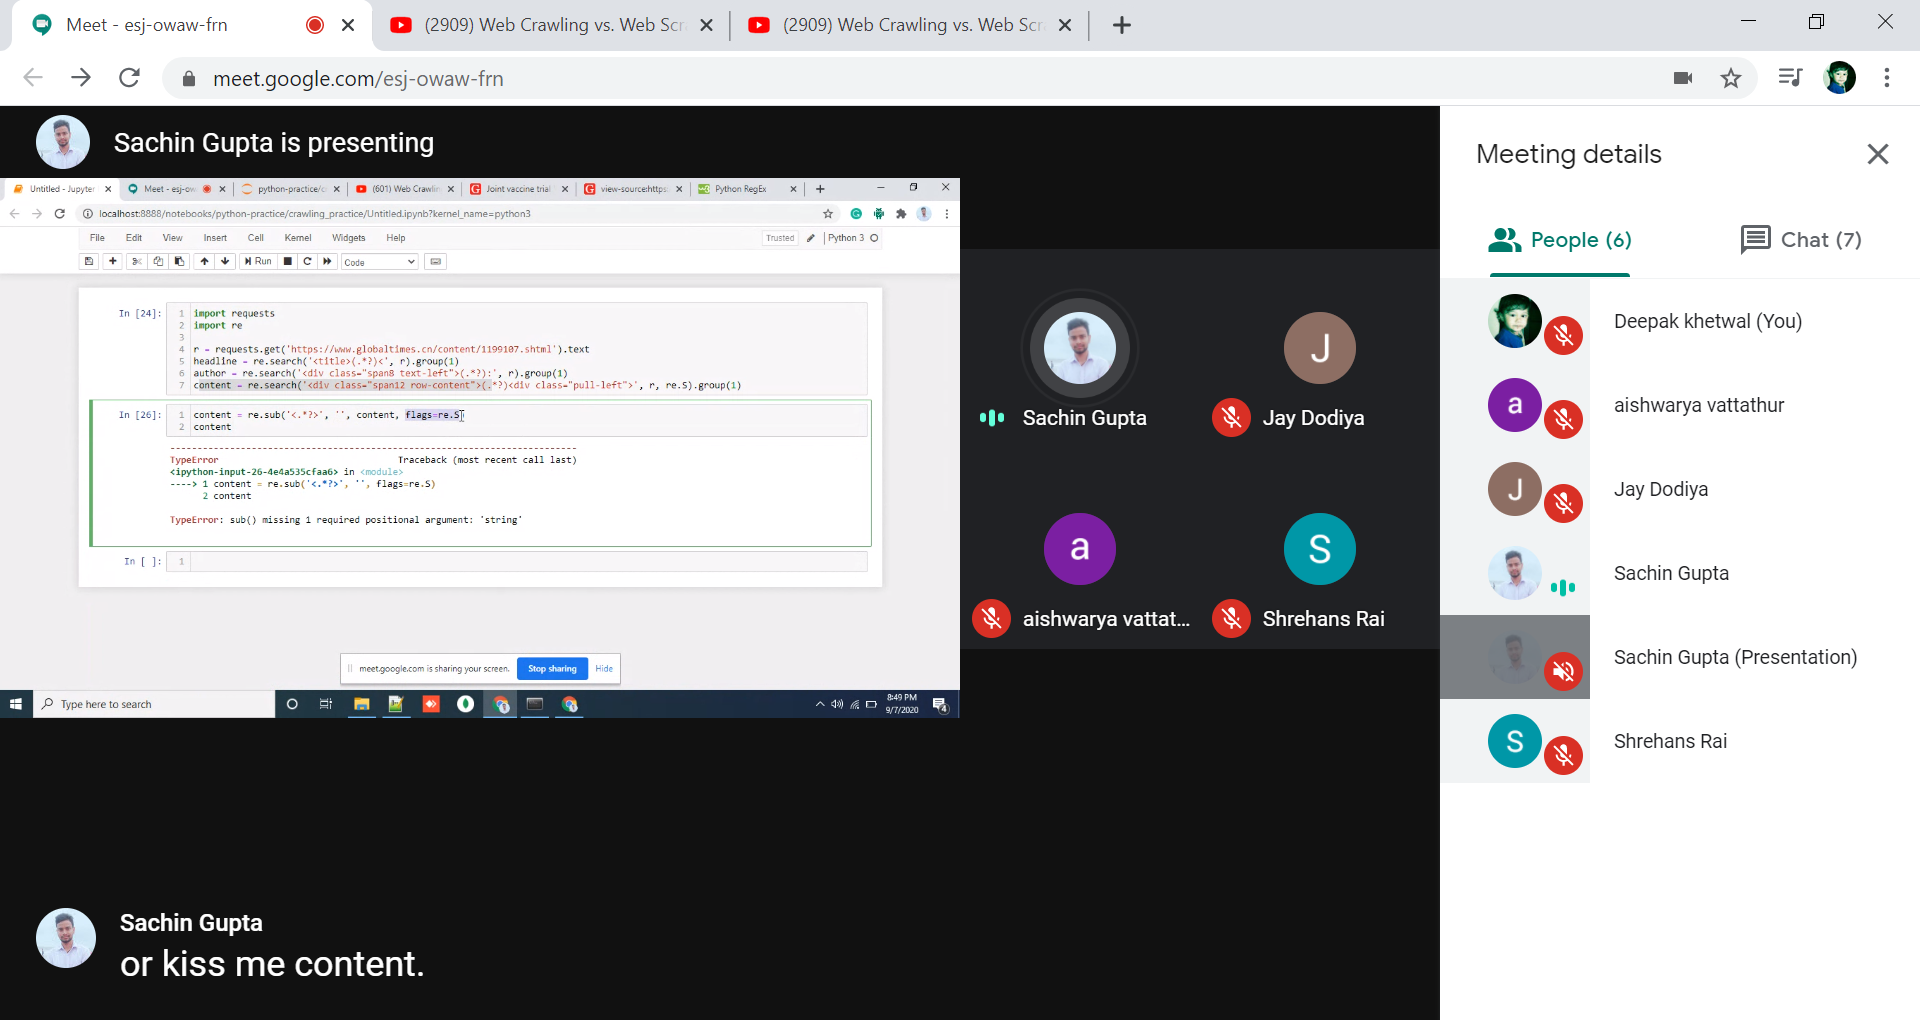 Meet - esj-owaw-frn
(2909) Web Crawling vs. Web Scr
(2909) Web Crawling vs. Web Scr
meet.google.com/esj-owaw-frn
Sachin Gupta is presenting
Untitled - Jupyter
Meet - esj-ow
python-practice/cr
(601) Web Crawlin
Joint vaccine trial
view-source:https:
Python RegEx
localhost:8888/notebooks/python-practice/crawling_practice/Untitled.ipynb?kernel_name=python3
File Edit View Insert Cell Kernel Widgets Help
Trusted Python 3
Run Code
In [24]:
1 import requests
2 import re
3
4 r = requests.get('https://www.globaltimes.cn/content/1199107.shtml').text
5 headline = re.search('<title>(.*?)<', r).group(1)
6 author = re.search('<div class="span8 text-left">(.*?):', r).group(1)
7 content = re.search('<div class="span12 row-content">(.*?)<div class="pull-left">', r, re.S).group(1)
In [26]:
1 content = re.sub('<.*?>', '', content, flags=re.S)
2 content
TypeError Traceback (most recent call last)
<ipython-input-26-4e4a535cfaa6> in <module>
----> 1 content = re.sub('<.*?>', '', flags=re.S)
2 content
TypeError: sub() missing 1 required positional argument: 'string'
In [ ]: 1
meet.google.com is sharing your screen. Stop sharing Hide
Type here to search
8:49 PM
9/7/2020
4
Sachin Gupta
J
Jay Dodiya
a
aishwarya vattat...
S
Shrehans Rai
Sachin Gupta
or kiss me content.
Meeting details
People (6)
Chat (7)
Deepak khetwal (You)
a
aishwarya vattathur
J
Jay Dodiya
Sachin Gupta
Sachin Gupta (Presentation)
S
Shrehans Rai